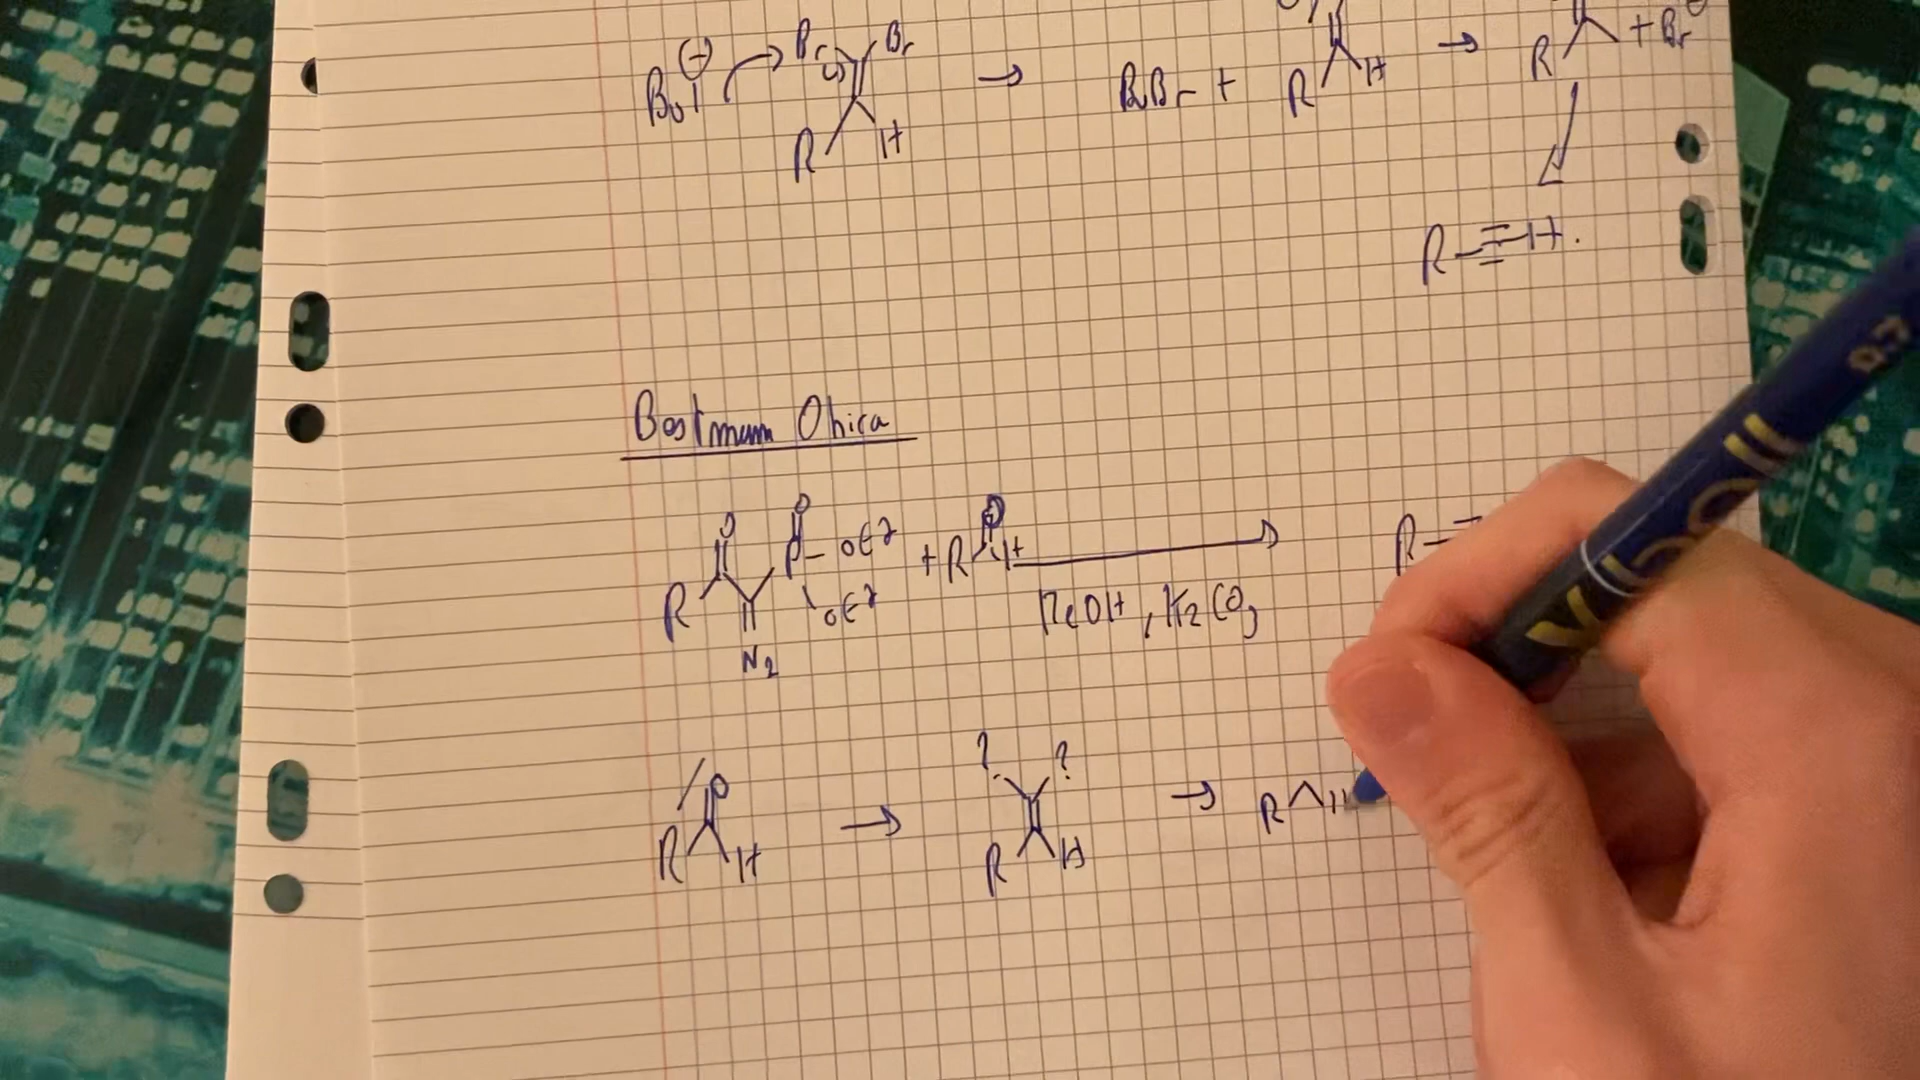 Bu (-) Br Br → BuBr + R H → R + Br ⊖
R H
R≡H.
Bestmann Ohira
R O P O OEt OEt N2 + R O H → R≡
MeOH, K2CO3
R O H → ? ? R H → R H